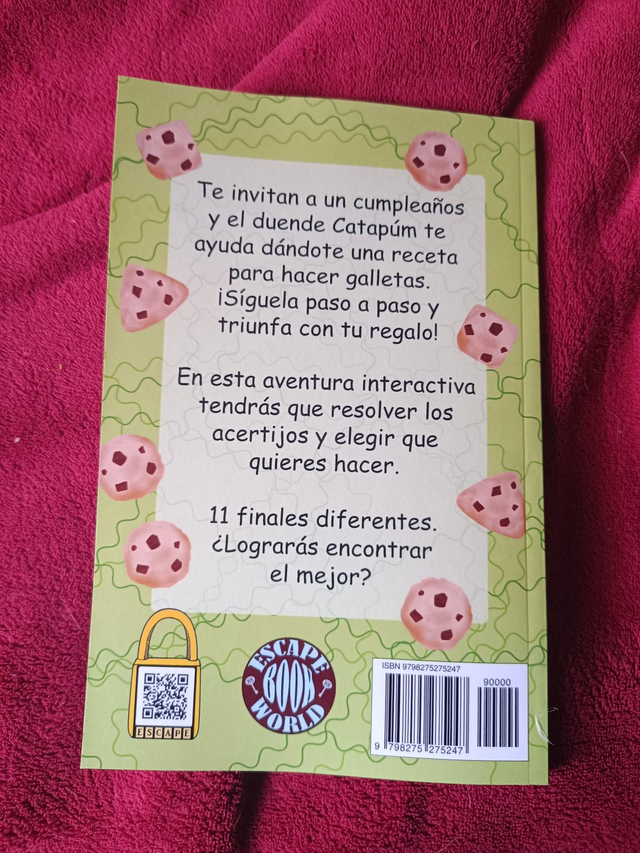 Te invitan a un cumpleaños
y el duende Catapúm te
ayuda dándote una receta
para hacer galletas.
¡Síguela paso a paso y
triunfa con tu regalo!
En esta aventura interactiva
tendrás que resolver los
acertijos y elegir que
quieres hacer.
11 finales diferentes.
¿Lograrás encontrar
el mejor?
ESCAPE
ESCAPE
BOOK
WORLD
ISBN 9798275275247
90000
9 798275 275247